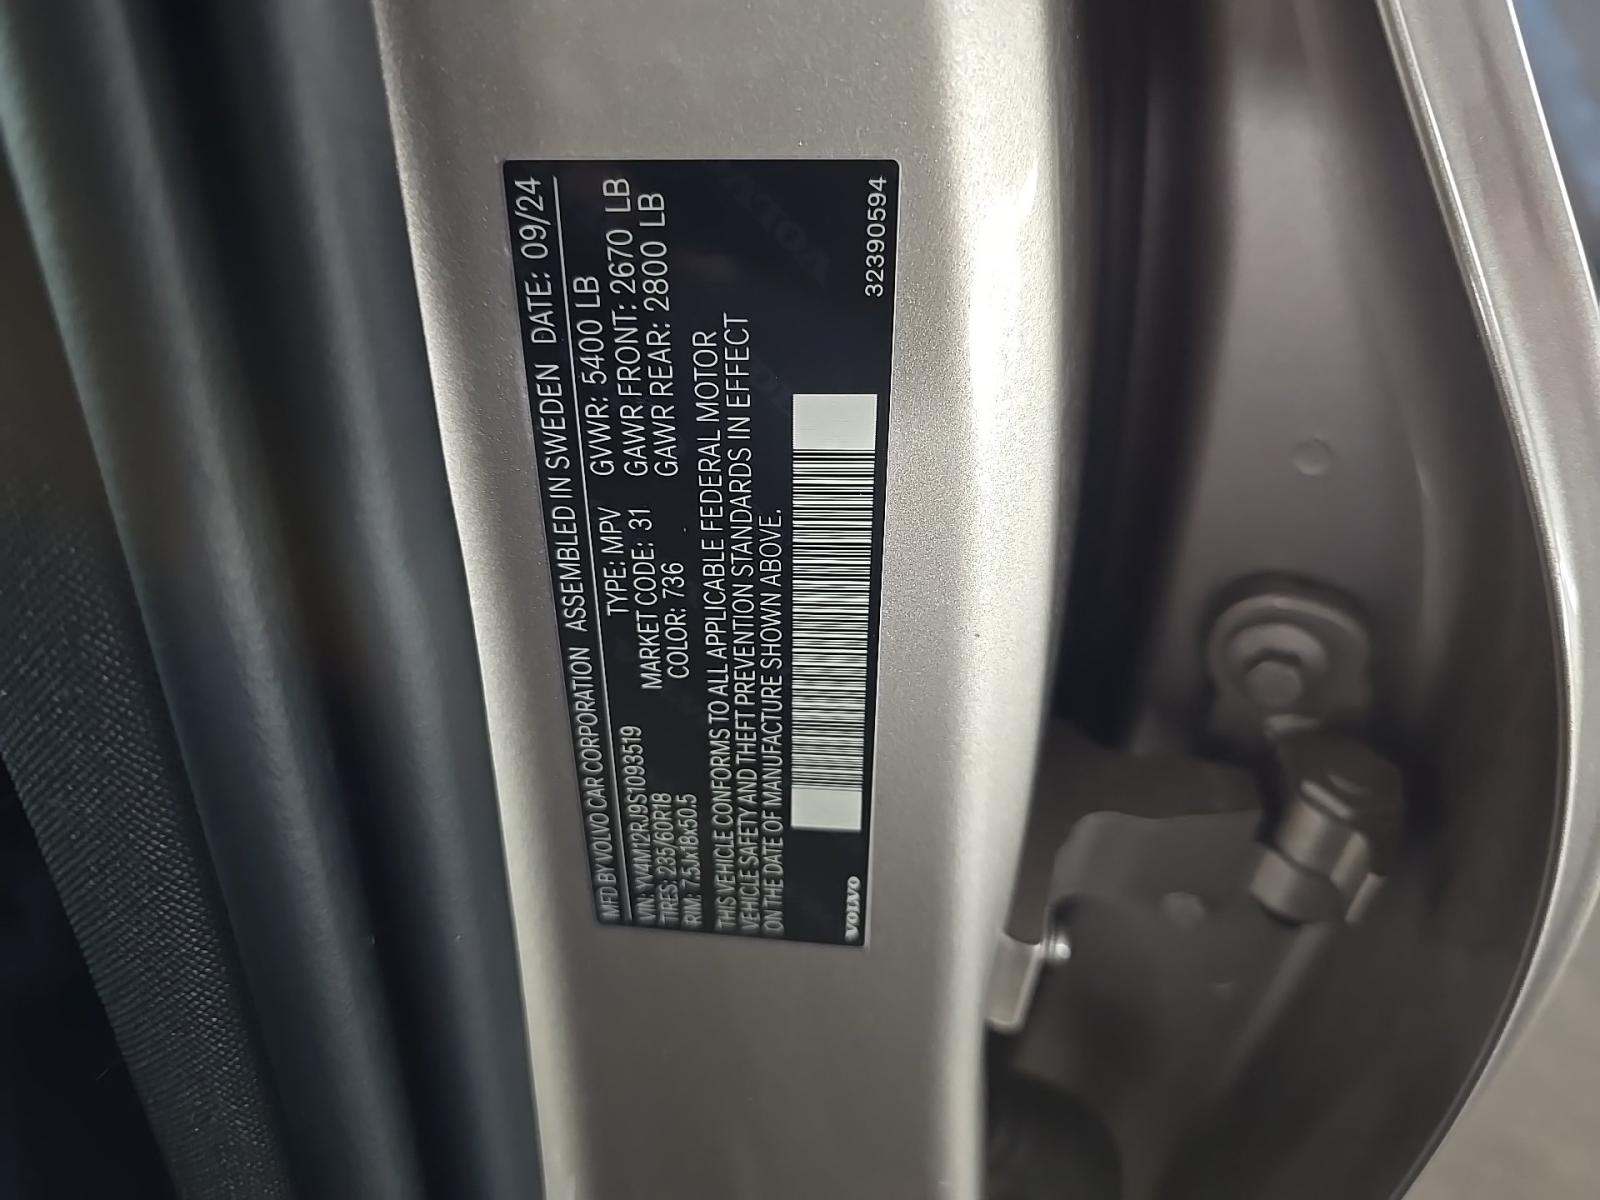 MFD BY VOLVO CAR CORPORATION ASSEMBLED IN SWEDEN DATE: 09/24
VIN: YV4M12RJ9S1093519 TYPE: MPV GVWR: 5400 LB
TIRES: 235/60R18 MARKET CODE: 31 GAWR FRONT: 2670 LB
RIM: 7.5Jx18x50.5 COLOR: 736 GAWR REAR: 2800 LB
THIS VEHICLE CONFORMS TO ALL APPLICABLE FEDERAL MOTOR
VEHICLE SAFETY AND THEFT PREVENTION STANDARDS IN EFFECT
ON THE DATE OF MANUFACTURE SHOWN ABOVE.
VOLVO 32390594